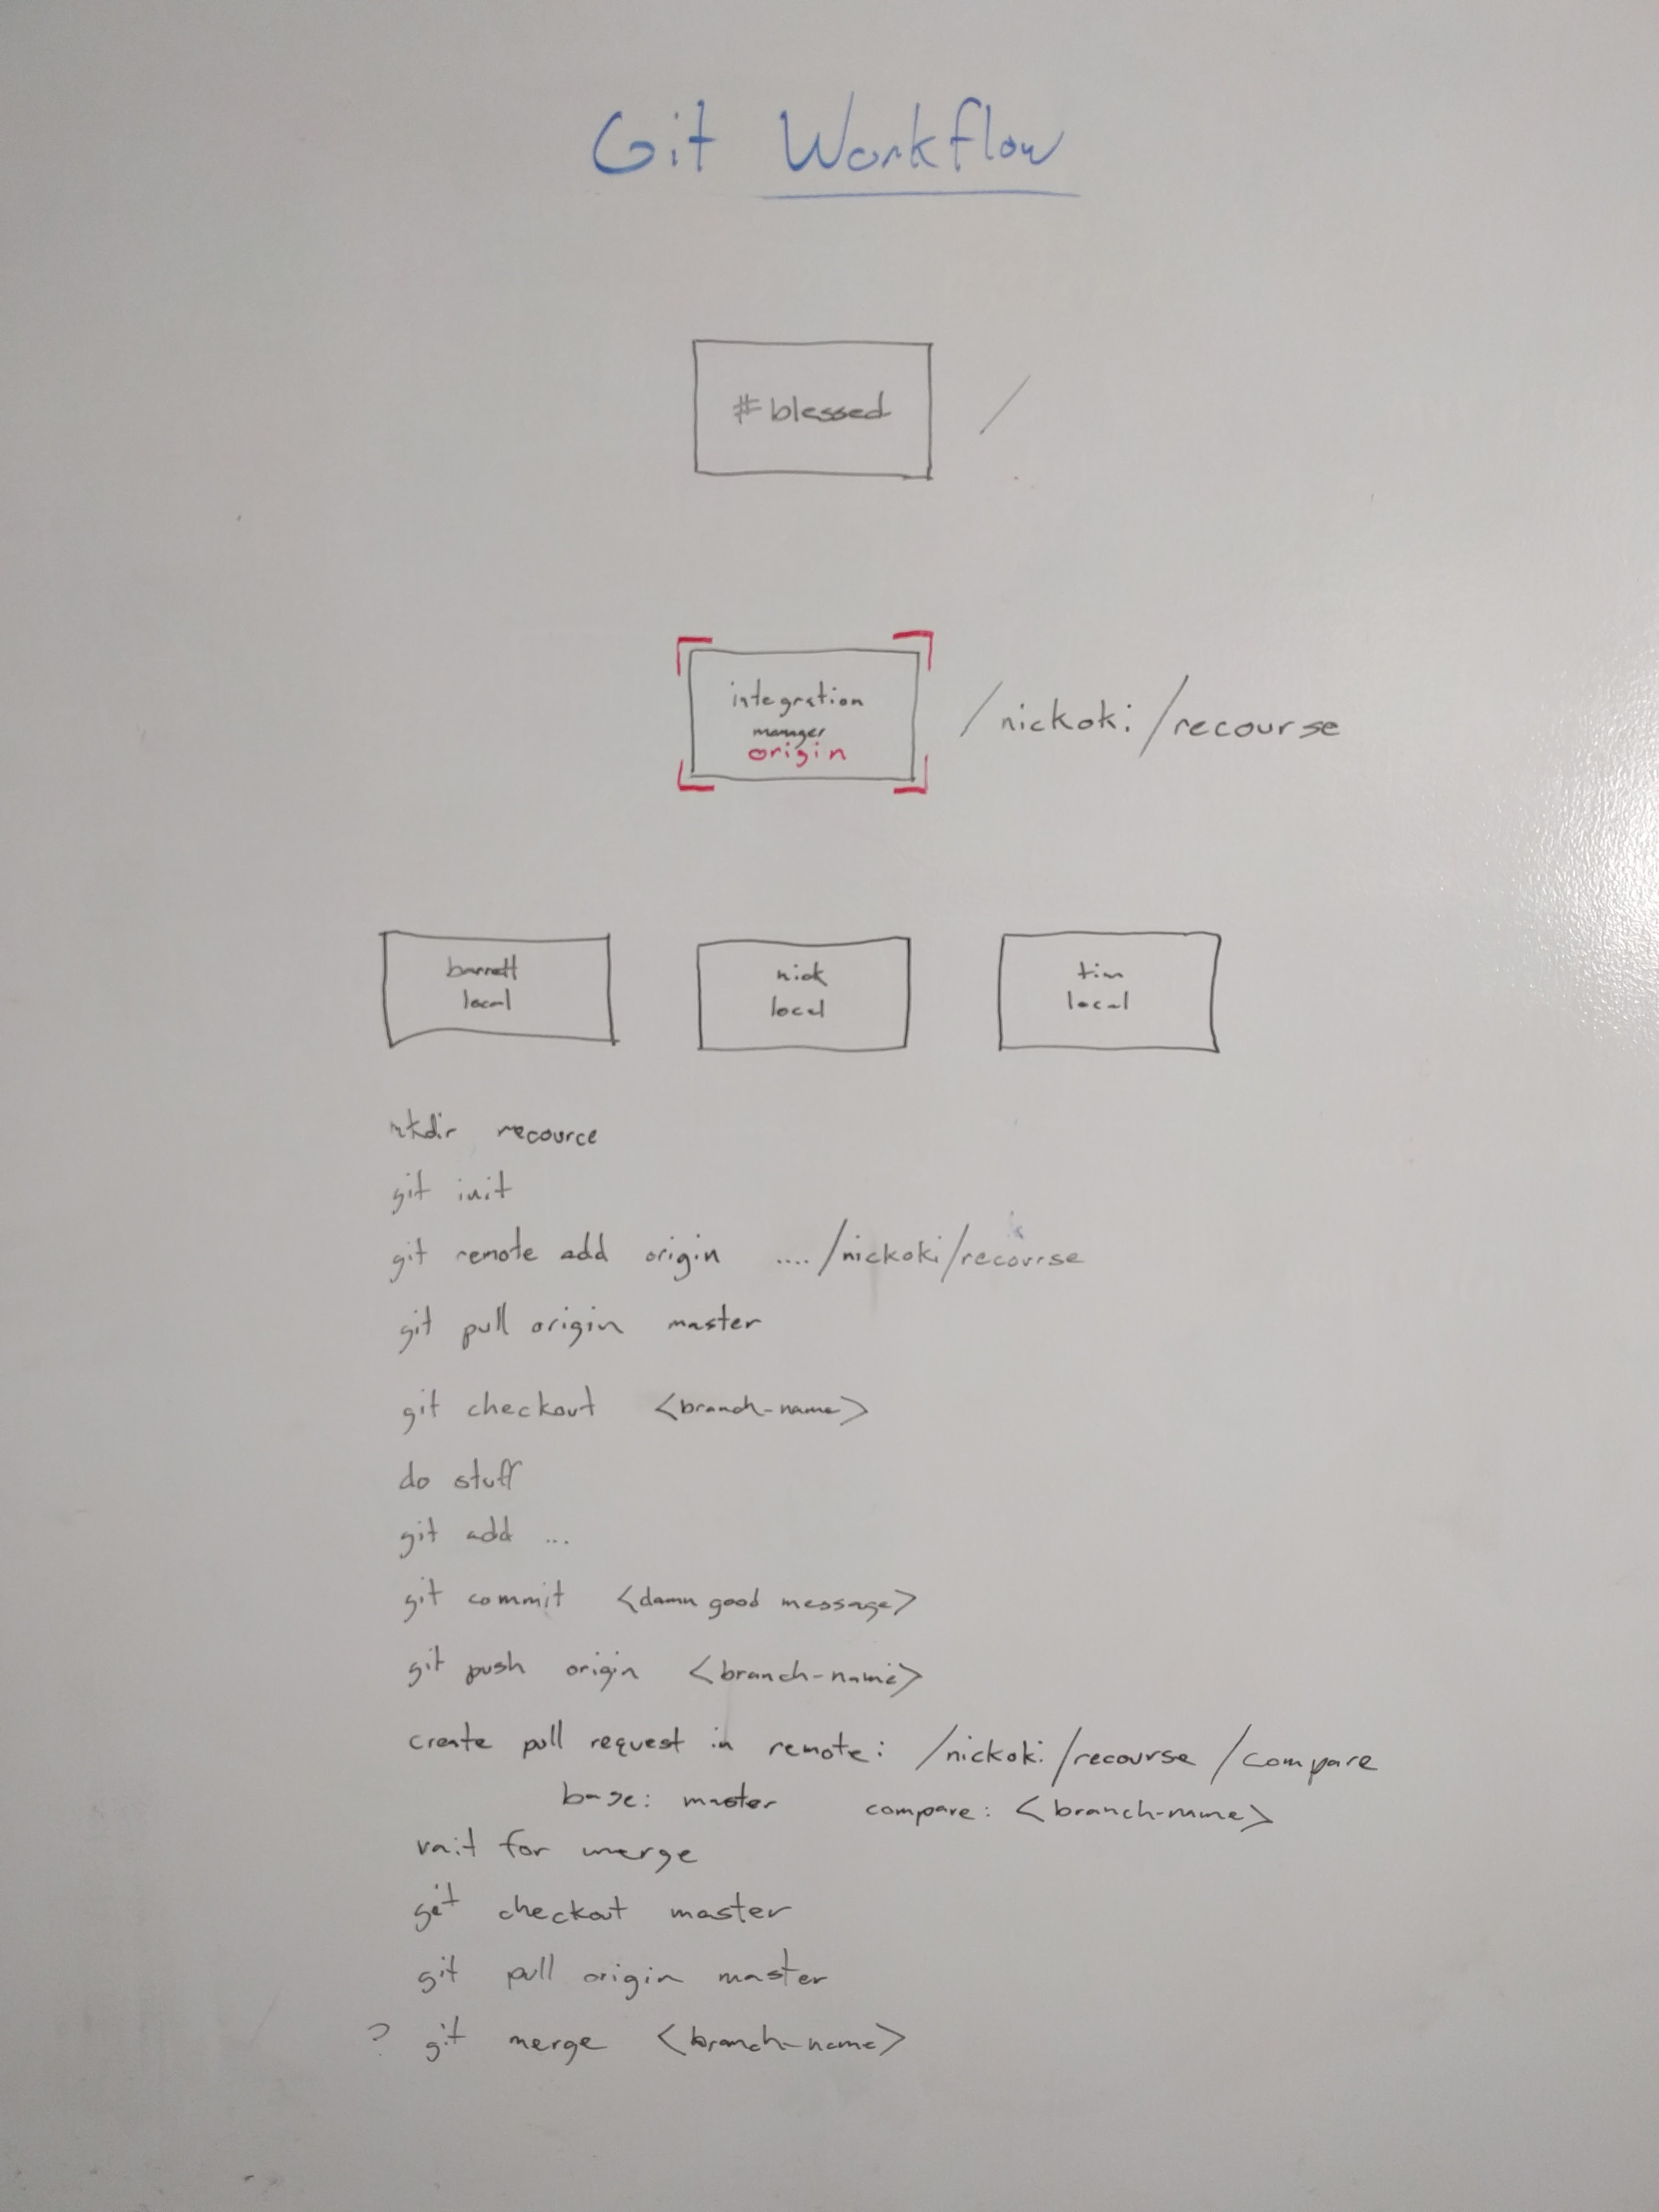 Git Workflow
#blessed /
integration
manager
origin
/nickoki/recourse
barrett
local
nick
local
tim
local
mkdir recource
git init
git remote add origin ..../nickoki/recourse
git pull origin master
git checkout <branch-name>
do stuff
git add ...
git commit <damn good message>
git push origin <branch-name>
create pull request in remote: /nickoki/recourse/compare
base: master compare: <branch-name>
wait for merge
git checkout master
git pull origin master
? git merge <branch-name>